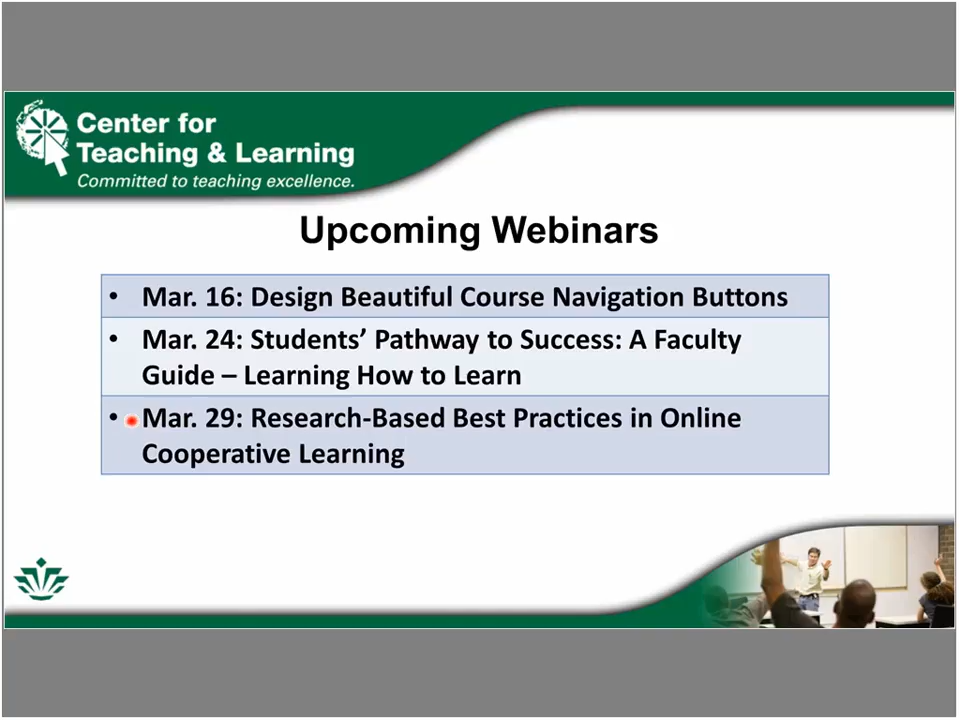 Center for
Teaching & Learning
Committed to teaching excellence.
Upcoming Webinars
• Mar. 16: Design Beautiful Course Navigation Buttons
• Mar. 24: Students’ Pathway to Success: A Faculty
Guide – Learning How to Learn
• Mar. 29: Research-Based Best Practices in Online
Cooperative Learning